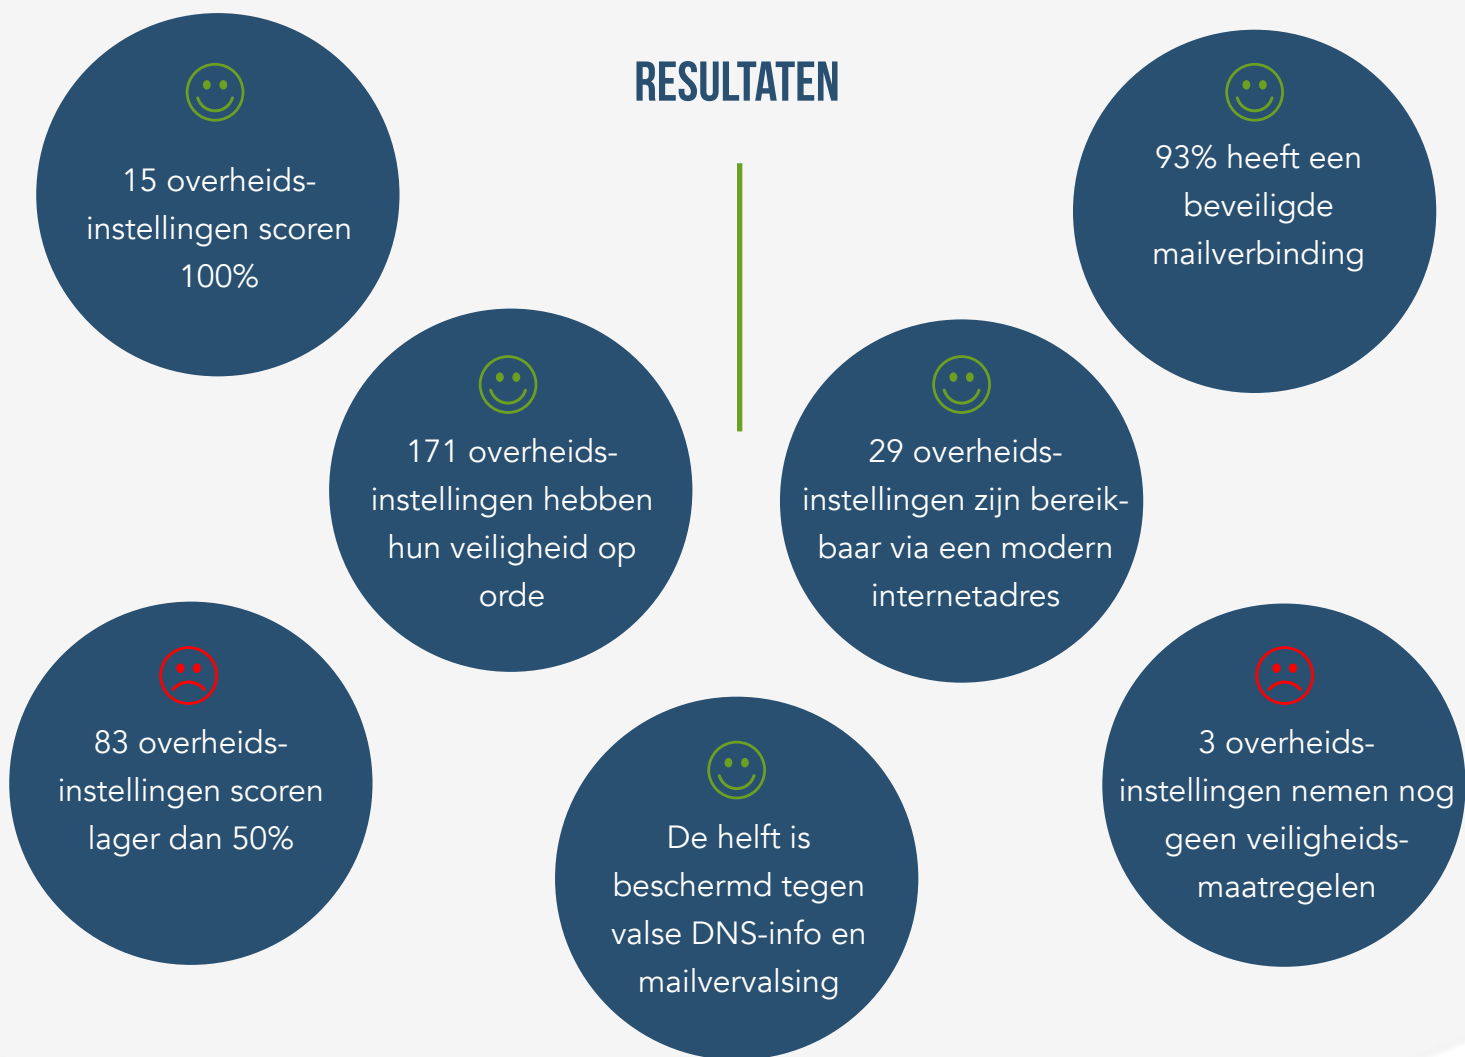 RESULTATEN
15 overheids-
instellingen scoren
100%
93% heeft een
beveiligde
mailverbinding
171 overheids-
instellingen hebben
hun veiligheid op
orde
29 overheids-
instellingen zijn bereik-
baar via een modern
internetadres
83 overheids-
instellingen scoren
lager dan 50%
De helft is
beschermd tegen
valse DNS-info en
mailvervalsing
3 overheids-
instellingen nemen nog
geen veiligheids-
maatregelen